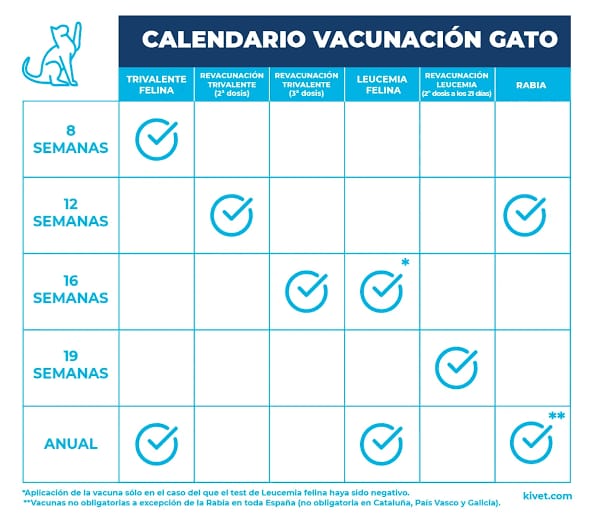 CALENDARIO VACUNACIÓN GATO
TRIVALENTE
FELINA
REVACUNACIÓN
TRIVALENTE
(2ª dosis)
REVACUNACIÓN
TRIVALENTE
(3ª dosis)
LEUCEMIA
FELINA
REVACUNACIÓN
LEUCEMIA
(2ª dosis a los 21 días)
RABIA
8
SEMANAS
12
SEMANAS
16
SEMANAS
*
19
SEMANAS
ANUAL
**
*Aplicación de la vacuna sólo en el caso del que el test de Leucemia felina haya sido negativo.
**Vacunas no obligatorias a excepción de la Rabia en toda España (no obligatoria en Cataluña, País Vasco y Galicia).
kivet.com